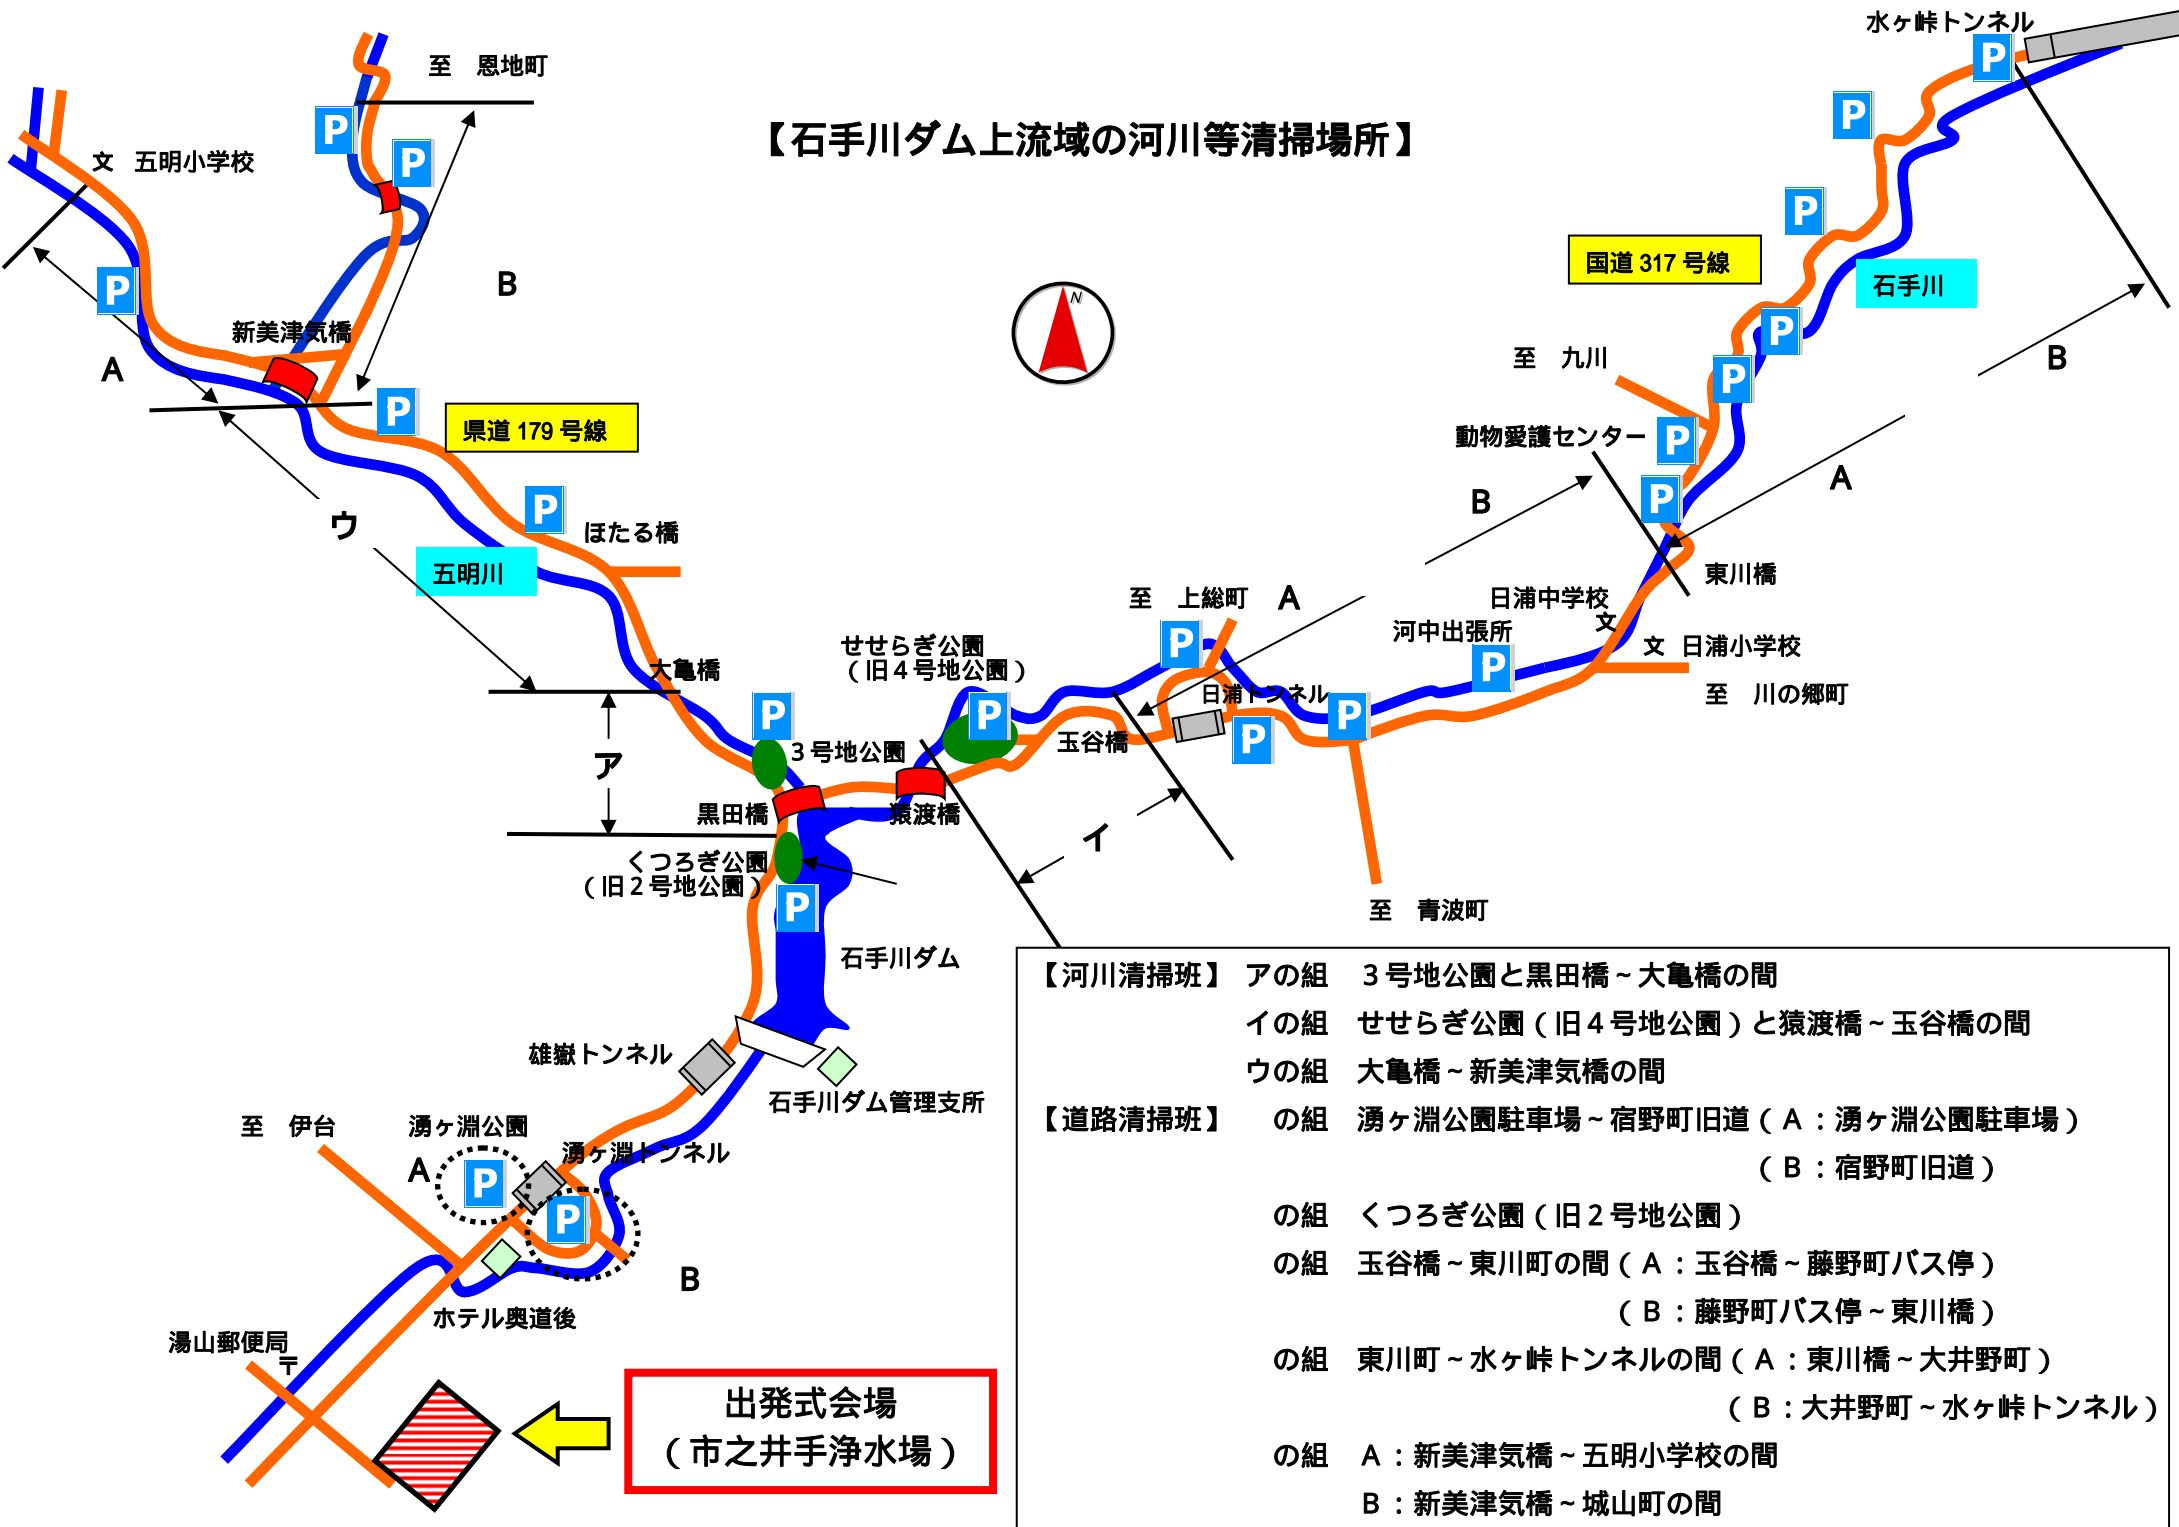 水ヶ峠トンネル
P
至　恩地町
【石手川ダム上流域の河川等清掃場所】
P
P
P
文　五明小学校
P
P
国道 317 号線
石手川
B
P
N
新美津気橋
A
P
至　九川
B
P
P
県道 179 号線
動物愛護センター
P
A
B
P
P
ウ
ほたる橋
五明川
東川橋
至　上総町
A
日浦中学校
文
河中出張所
せせらぎ公園
（旧４号地公園）
P
文 日浦小学校
P
大亀橋
日浦トンネル
至　川の郷町
P
P
P
P
３号地公園
玉谷橋
ア
黒田橋
猿渡橋
イ
くつろぎ公園
（旧２号地公園）
P
至　青波町
石手川ダム
雄嶽トンネル
石手川ダム管理支所
至　伊台
湧ヶ淵公園
湧ヶ淵トンネル
A
P
P
B
ホテル奥道後
湯山郵便局
〒
出発式会場
（市之井手浄水場）
【河川清掃班】 アの組　３号地公園と黒田橋～大亀橋の間
イの組　せせらぎ公園（旧４号地公園）と猿渡橋～玉谷橋の間
ウの組　大亀橋～新美津気橋の間
【道路清掃班】　の組　湧ヶ淵公園駐車場～宿野町旧道（Ａ：湧ヶ淵公園駐車場）
（Ｂ：宿野町旧道）
の組　くつろぎ公園（旧２号地公園）
の組　玉谷橋～東川町の間（Ａ：玉谷橋～藤野町バス停）
（Ｂ：藤野町バス停～東川橋）
の組　東川町～水ヶ峠トンネルの間（Ａ：東川橋～大井野町）
（Ｂ：大井野町～水ヶ峠トンネル）
の組　Ａ：新美津気橋～五明小学校の間
Ｂ：新美津気橋～城山町の間